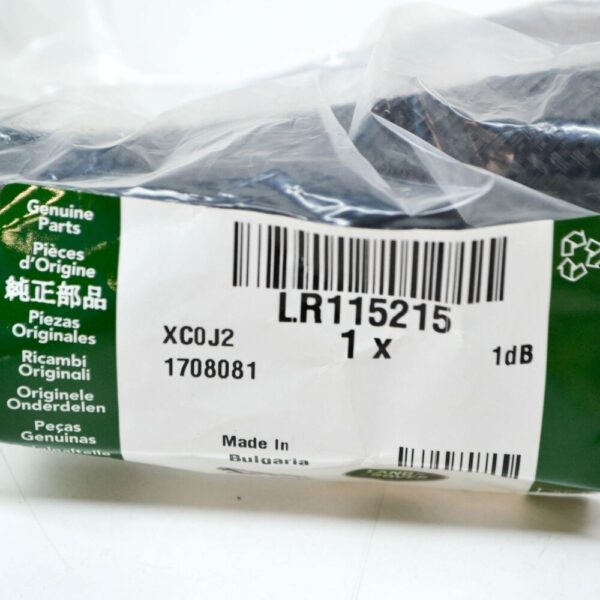 Genuine
Parts
Pièces
d'Origine
純正部品
Piezas
Originales
Ricambi
Originali
Originele
Onderdelen
Peças
Genuinas
LR115215
XC0J2
1 x
1dB
1708081
Made In
Bulgaria